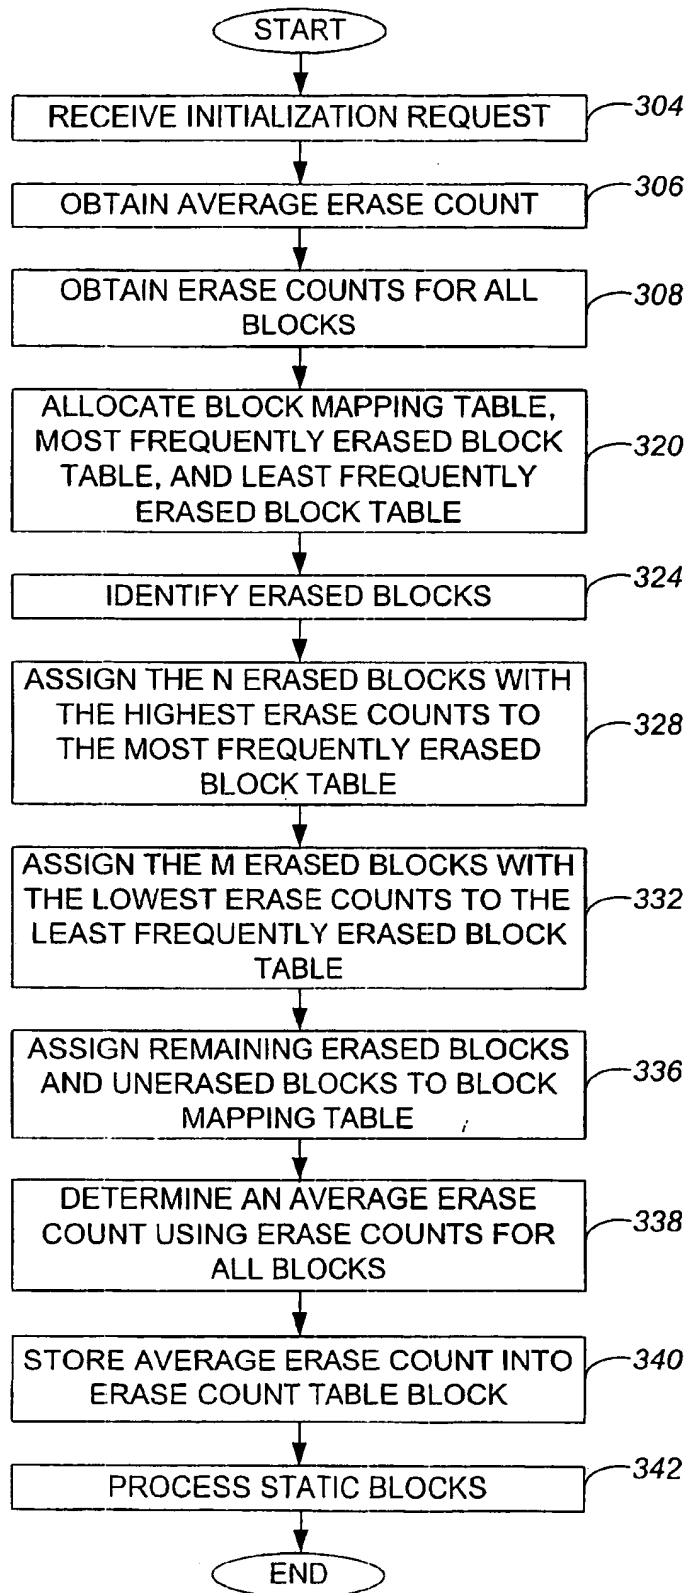 START
RECEIVE INITIALIZATION REQUEST
304
OBTAIN AVERAGE ERASE COUNT
306
OBTAIN ERASE COUNTS FOR ALL
BLOCKS
308
ALLOCATE BLOCK MAPPING TABLE,
MOST FREQUENTLY ERASED BLOCK
TABLE, AND LEAST FREQUENTLY
ERASED BLOCK TABLE
320
IDENTIFY ERASED BLOCKS
324
ASSIGN THE N ERASED BLOCKS WITH
THE HIGHEST ERASE COUNTS TO
THE MOST FREQUENTLY ERASED
BLOCK TABLE
328
ASSIGN THE M ERASED BLOCKS WITH
THE LOWEST ERASE COUNTS TO THE
LEAST FREQUENTLY ERASED BLOCK
TABLE
332
ASSIGN REMAINING ERASED BLOCKS
AND UNERASED BLOCKS TO BLOCK
MAPPING TABLE
336
DETERMINE AN AVERAGE ERASE
COUNT USING ERASE COUNTS FOR
ALL BLOCKS
338
STORE AVERAGE ERASE COUNT INTO
ERASE COUNT TABLE BLOCK
340
PROCESS STATIC BLOCKS
342
END